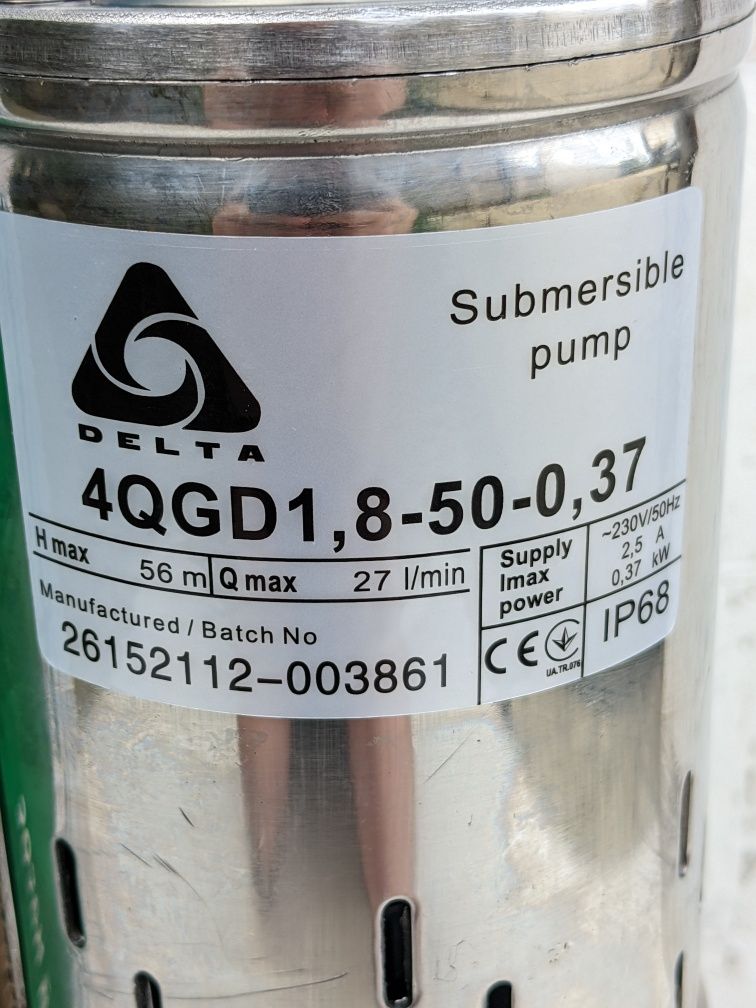 Submersible
pump
DELTA
4QGD1,8-50-0,37
H max 56 m Q max 27 l/min
Supply ~230V/50Hz
Imax 2,5 A
power 0,37 kW
Manufactured / Batch No
26152112-003861
CE UA.TR.076 IP68